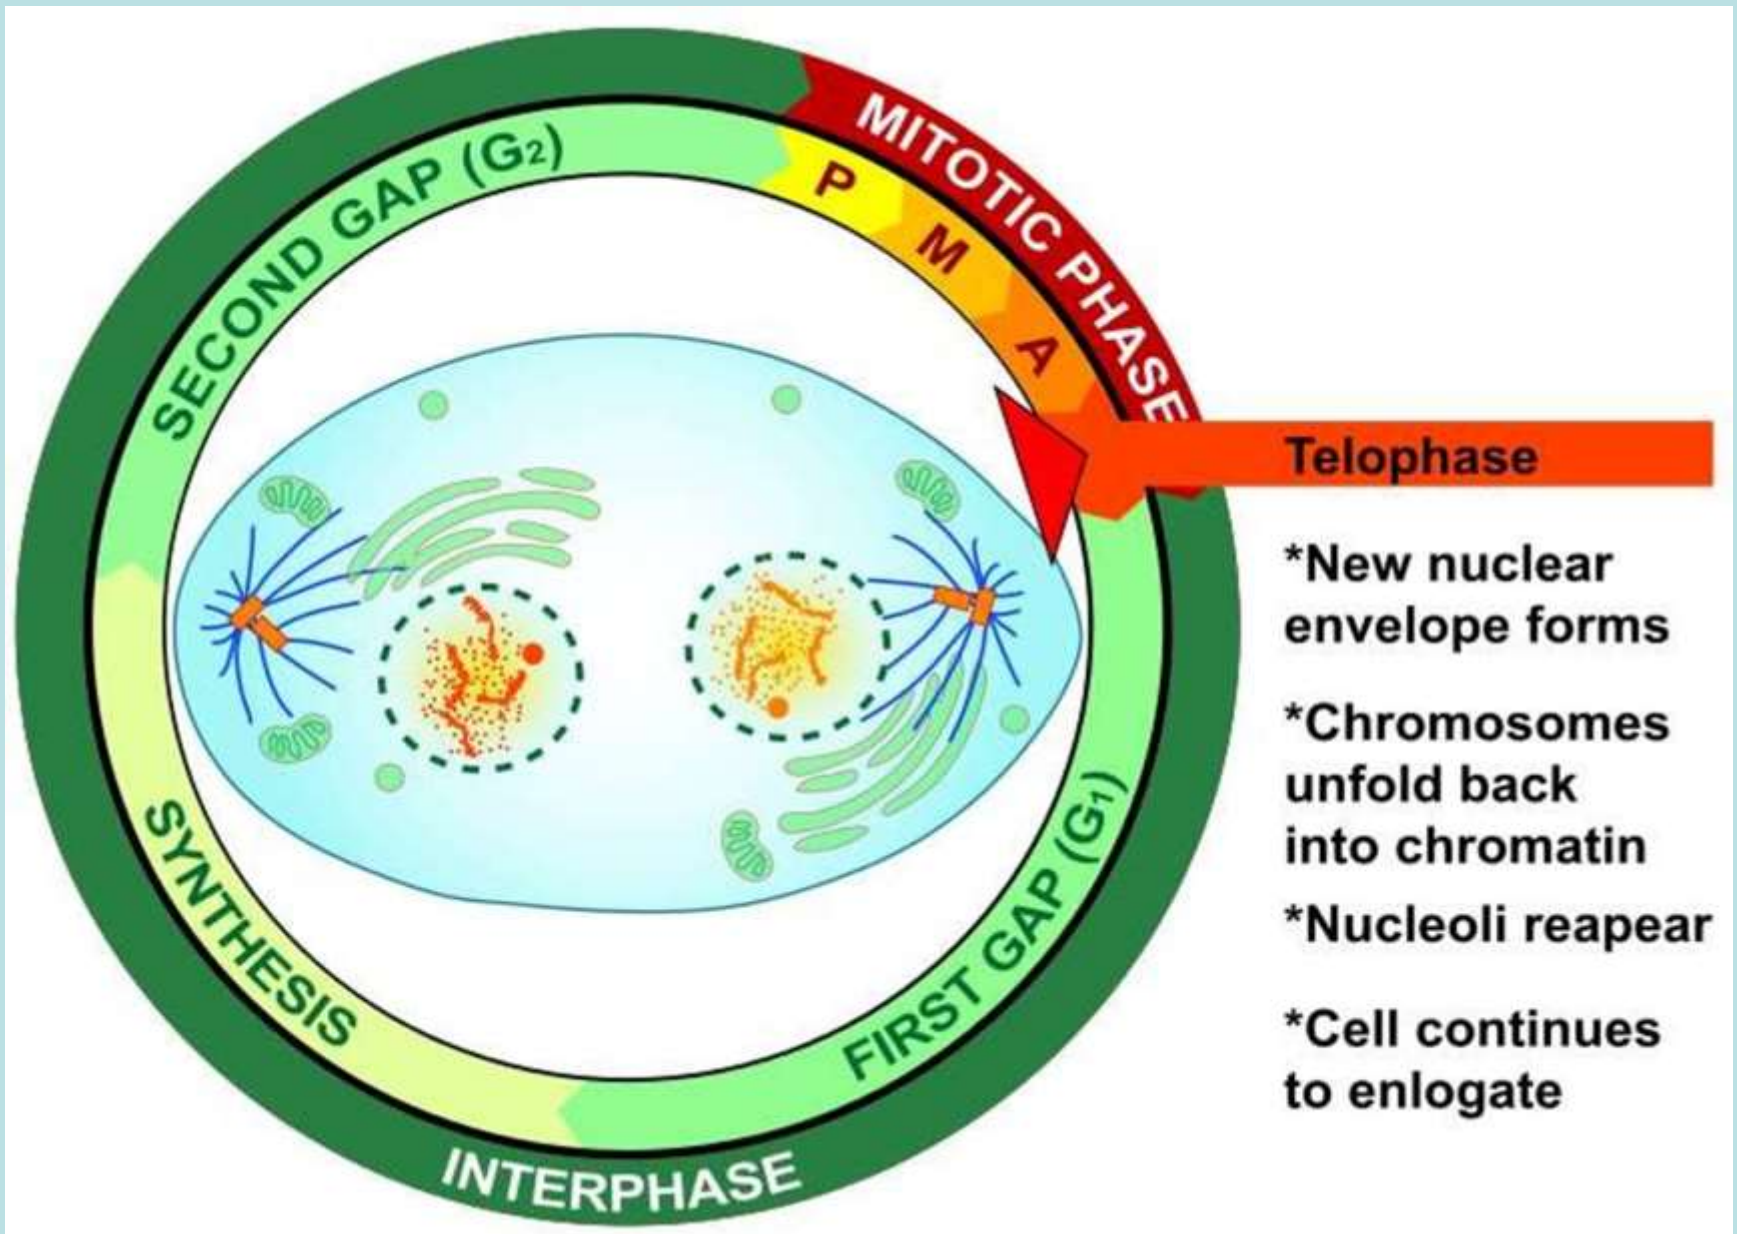 SECOND GAP (G2)
MITOTIC PHASE
P
M
A
Telophase
*New nuclear
envelope forms
*Chromosomes
unfold back
into chromatin
*Nucleoli reapear
*Cell continues
to enlogate
FIRST GAP (G1)
SYNTHESIS
INTERPHASE